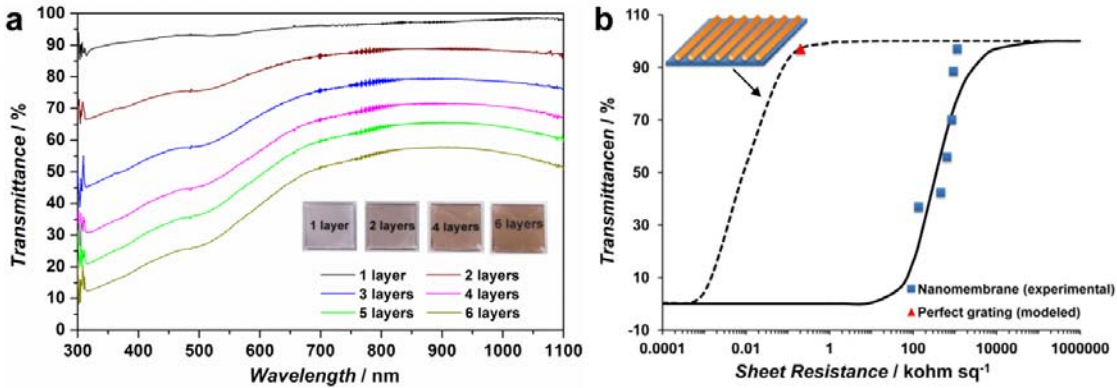 a
Transmittance / %
100
90
80
70
60
50
40
30
20
10
0
300
400
500
600
700
800
900
1000
1100
Wavelength / nm
1 layer
2 layers
4 layers
6 layers
1 layer
2 layers
3 layers
4 layers
5 layers
6 layers
b
Transmittancen / %
110
90
70
50
30
10
-10
0.0001
0.01
1
100
10000
1000000
Sheet Resistance / kohm sq-1
Nanomembrane (experimental)
Perfect grating (modeled)